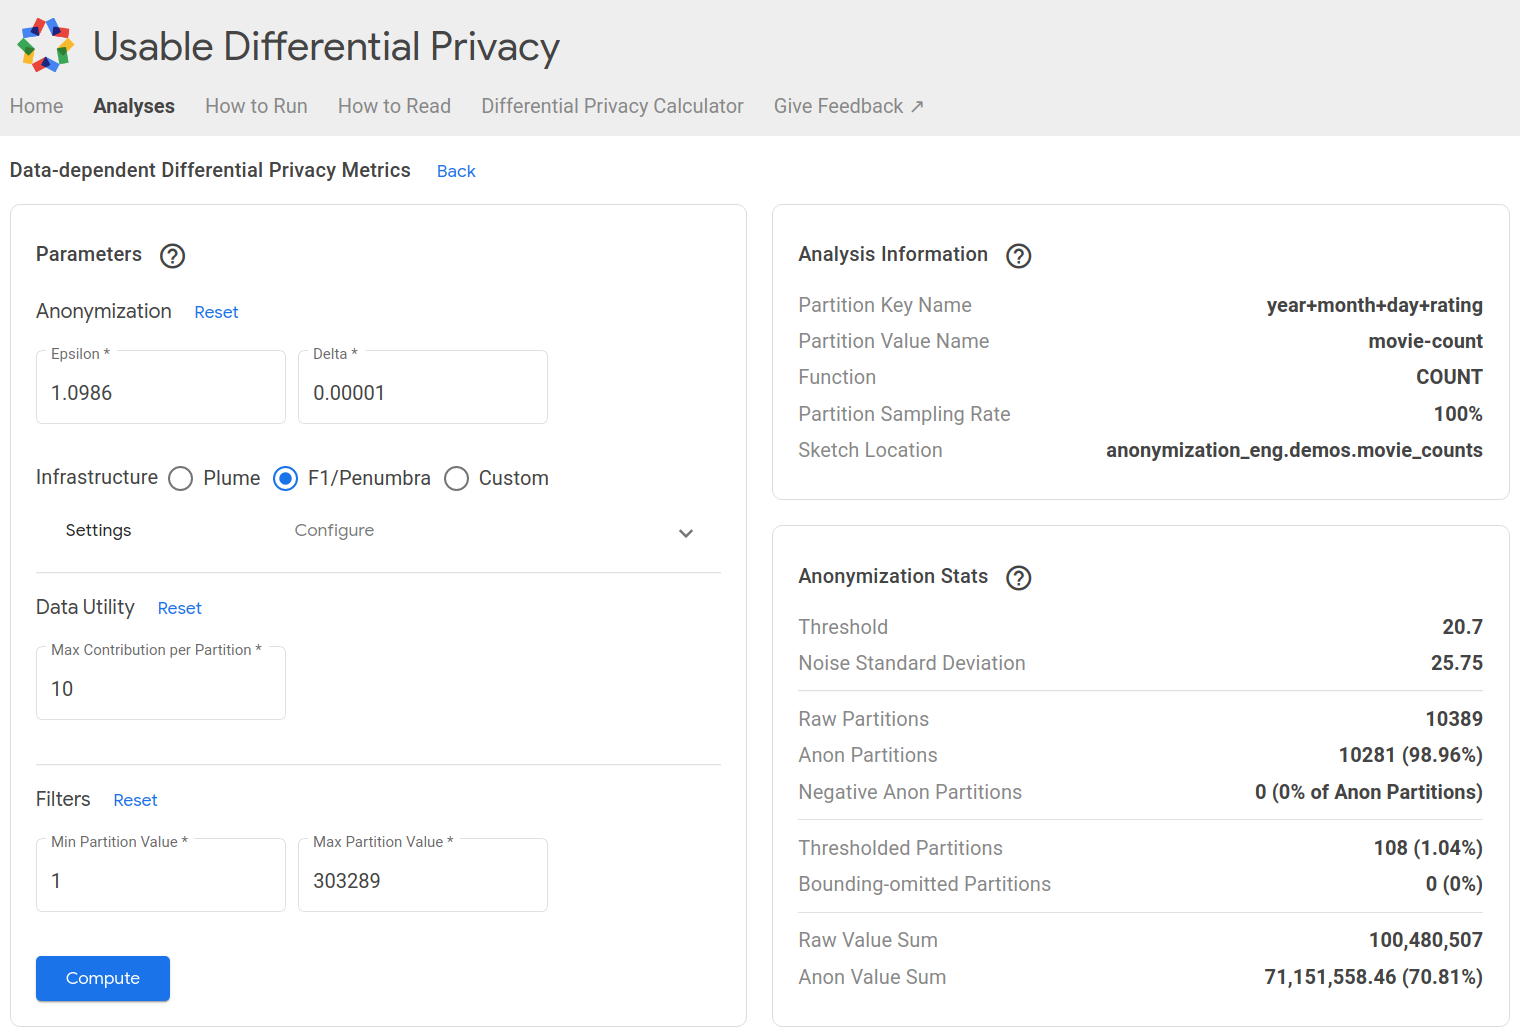 Usable Differential Privacy
Home Analyses How to Run How to Read Differential Privacy Calculator Give Feedback ↗
Data-dependent Differential Privacy Metrics Back
Parameters ?
Anonymization Reset
Epsilon * Delta *
1.0986 0.00001
Infrastructure Plume F1/Penumbra Custom
Settings Configure
Data Utility Reset
Max Contribution per Partition *
10
Filters Reset
Min Partition Value * Max Partition Value *
1 303289
Compute
Analysis Information ?
Partition Key Name year+month+day+rating
Partition Value Name movie-count
Function COUNT
Partition Sampling Rate 100%
Sketch Location anonymization_eng.demos.movie_counts
Anonymization Stats ?
Threshold 20.7
Noise Standard Deviation 25.75
Raw Partitions 10389
Anon Partitions 10281 (98.96%)
Negative Anon Partitions 0 (0% of Anon Partitions)
Thresholded Partitions 108 (1.04%)
Bounding-omitted Partitions 0 (0%)
Raw Value Sum 100,480,507
Anon Value Sum 71,151,558.46 (70.81%)